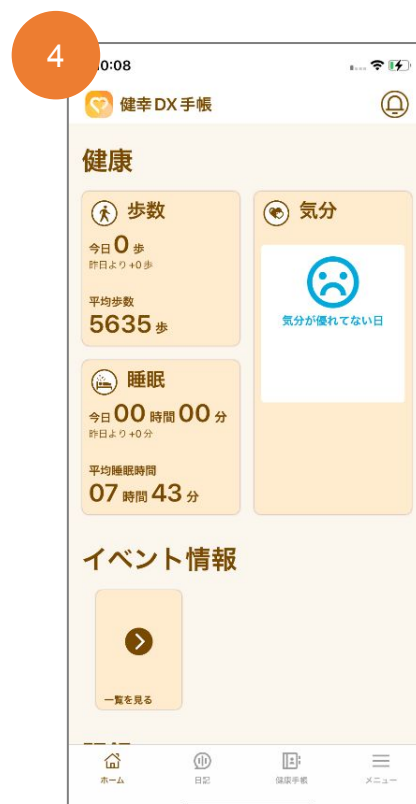 4
0:08
健幸DX手帳
健康
歩数
今日 0 歩
昨日より +0 歩
平均歩数
5635 歩
気分
気分が優れてない日
睡眠
今日 00 時間 00 分
昨日より +0 分
平均睡眠時間
07 時間 43 分
イベント情報
一覧を見る
ホーム
日記
健康手帳
メニュー